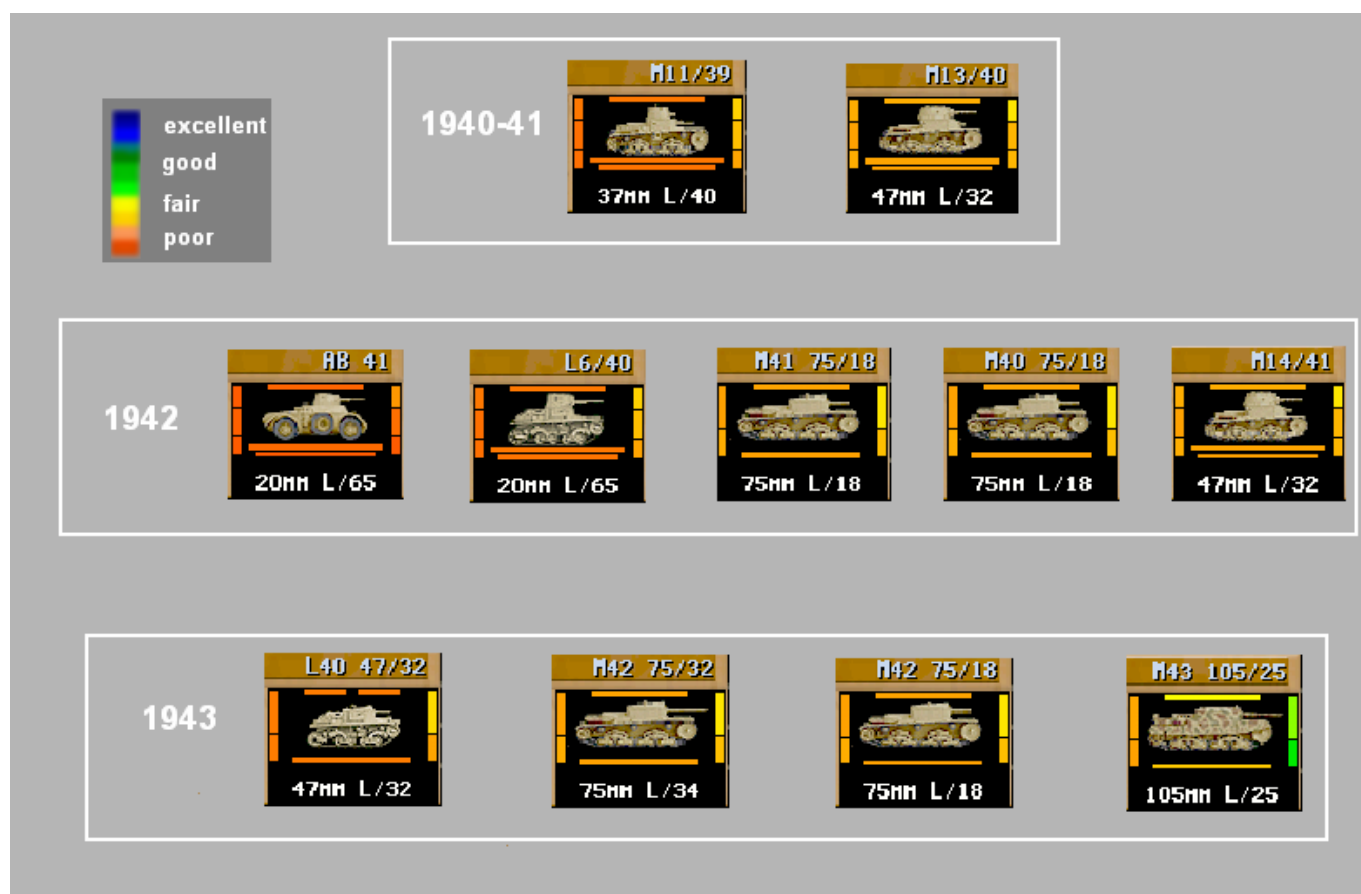 excellent
good
fair
poor
1940-41
M11/39
37MM L/40
M13/40
47MM L/32
1942
AB 41
20MM L/65
L6/40
20MM L/65
M41 75/18
75MM L/18
M40 75/18
75MM L/18
M14/41
47MM L/32
1943
L40 47/32
47MM L/32
M42 75/32
75MM L/34
M42 75/18
75MM L/18
M43 105/25
105MM L/25